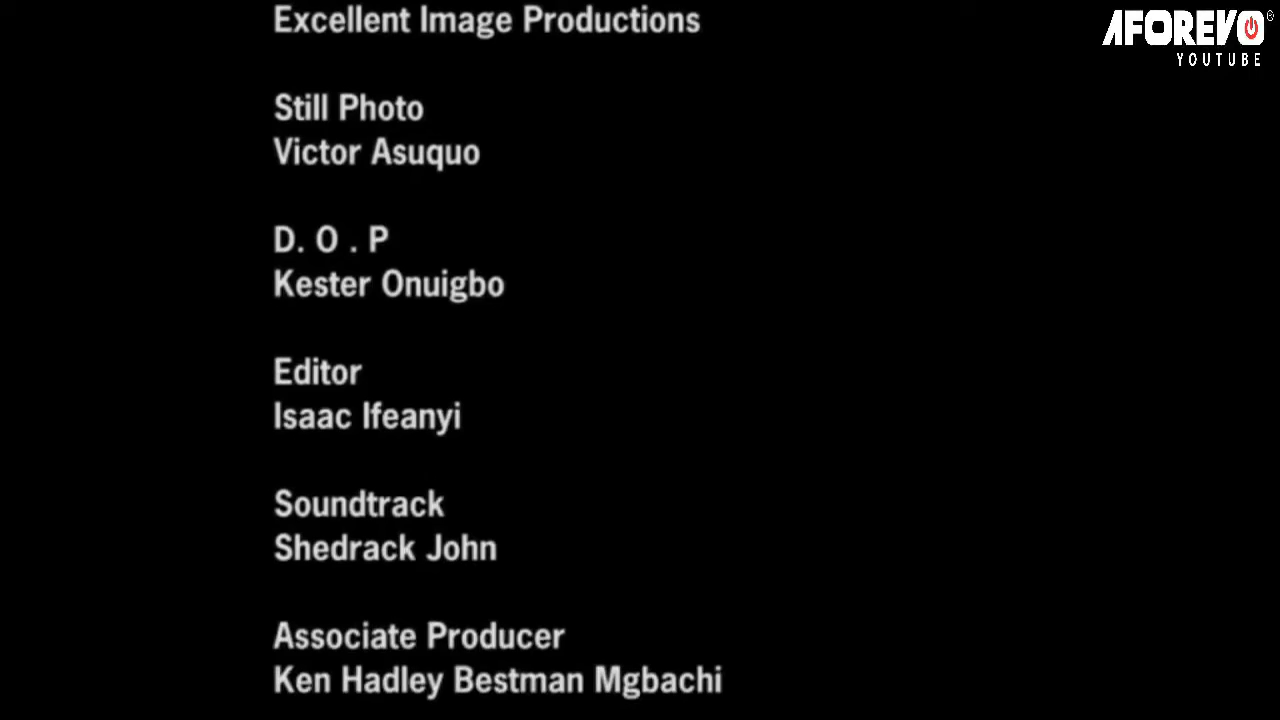 Excellent Image Productions
AFOREVO
YOUTUBE
Still Photo
Victor Asuquo
D. O . P
Kester Onuigbo
Editor
Isaac Ifeanyi
Soundtrack
Shedrack John
Associate Producer
Ken Hadley Bestman Mgbachi